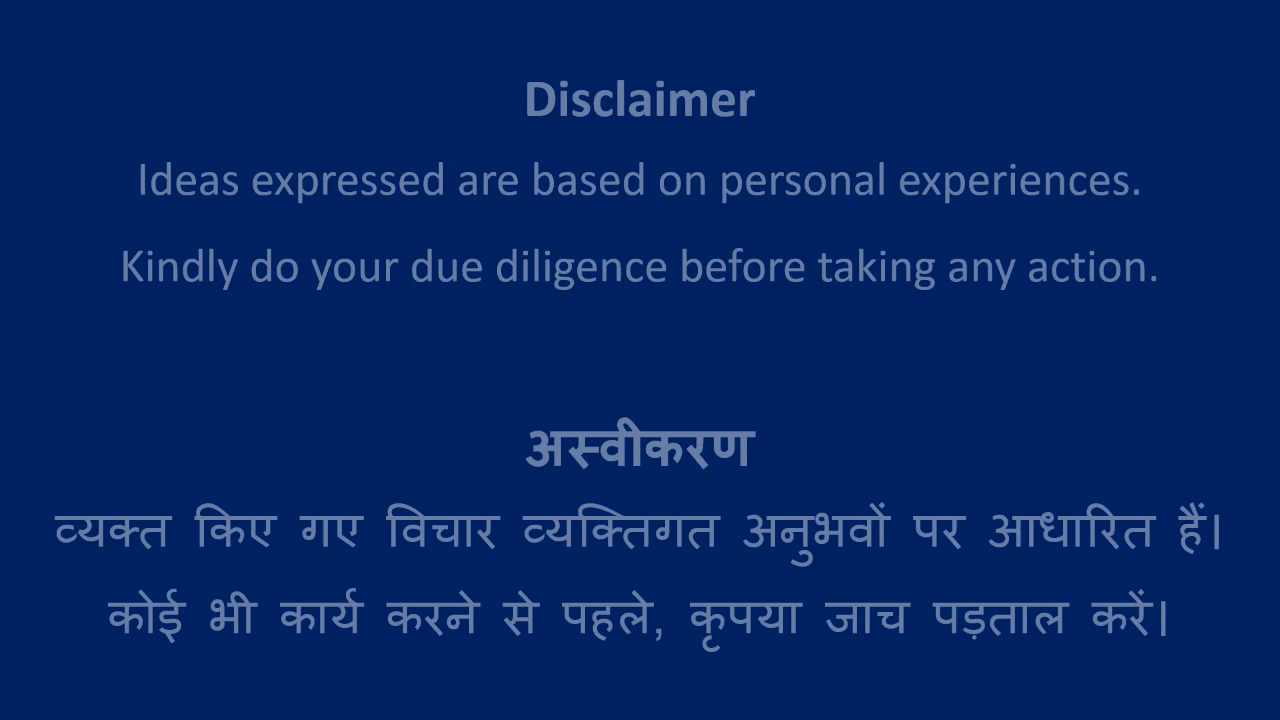 Disclaimer
Ideas expressed are based on personal experiences.
Kindly do your due diligence before taking any action.
अस्वीकरण
व्यक्त किए गए विचार व्यक्तिगत अनुभवों पर आधारित हैं।
कोई भी कार्य करने से पहले, कृपया जाच पड़ताल करें।